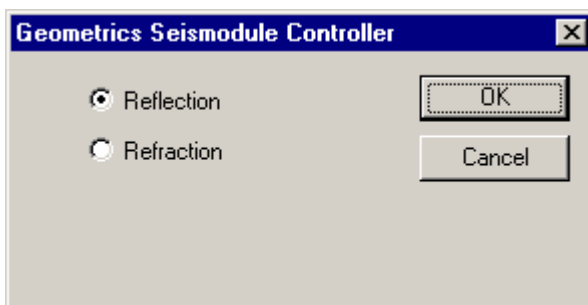 Geometrics Seismodule Controller
Reflection
OK
Refraction
Cancel